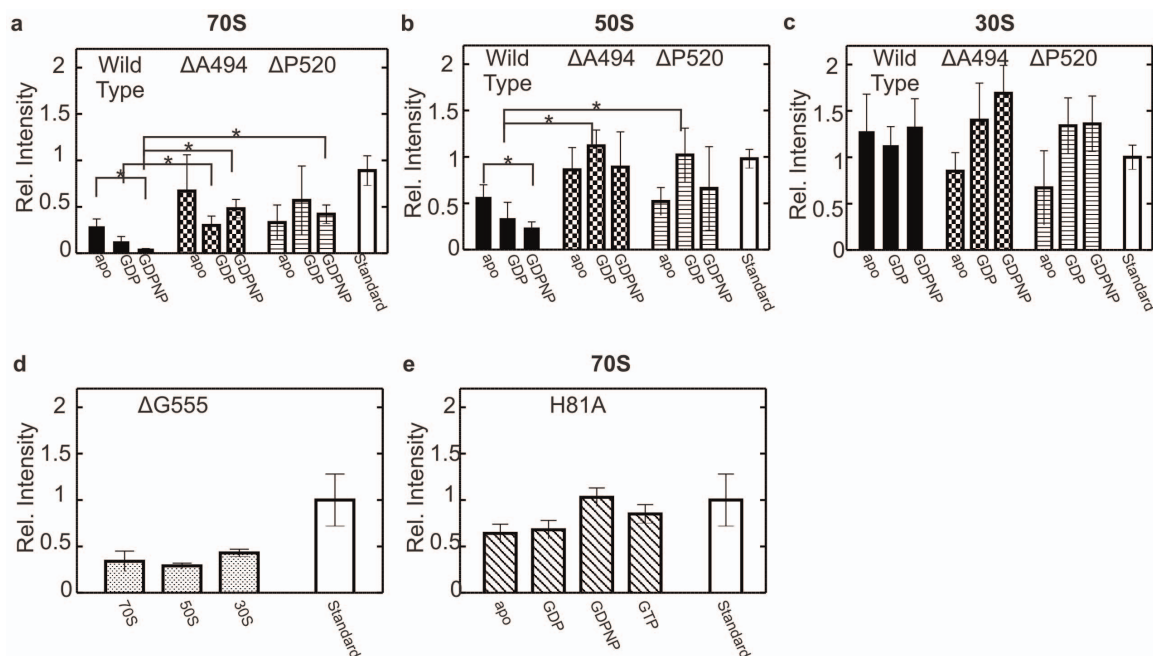 a 70S
Rel. Intensity
2
1.5
1
0.5
0
Wild
Type
ΔA494
ΔP520
*
*
*
*
apo
GDP
GDPNP
apo
GDP
GDPNP
apo
GDP
GDPNP
Standard
b 50S
Rel. Intensity
2
1.5
1
0.5
0
Wild
Type
ΔA494
ΔP520
*
*
*
apo
GDP
GDPNP
apo
GDP
GDPNP
apo
GDP
GDPNP
Standard
c 30S
Rel. Intensity
2
1.5
1
0.5
0
Wild
Type
ΔA494
ΔP520
apo
GDP
GDPNP
apo
GDP
GDPNP
apo
GDP
GDPNP
Standard
d
Rel. Intensity
2
1.5
1
0.5
0
ΔG555
70S
50S
30S
Standard
e 70S
Rel. Intensity
2
1.5
1
0.5
0
H81A
apo
GDP
GDPNP
GTP
Standard